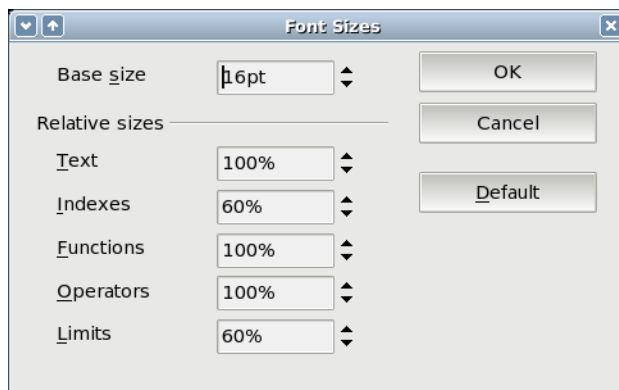 Font Sizes
Base size 16pt OK
Relative sizes Cancel
Text 100%
Default
Indexes 60%
Functions 100%
Operators 100%
Limits 60%